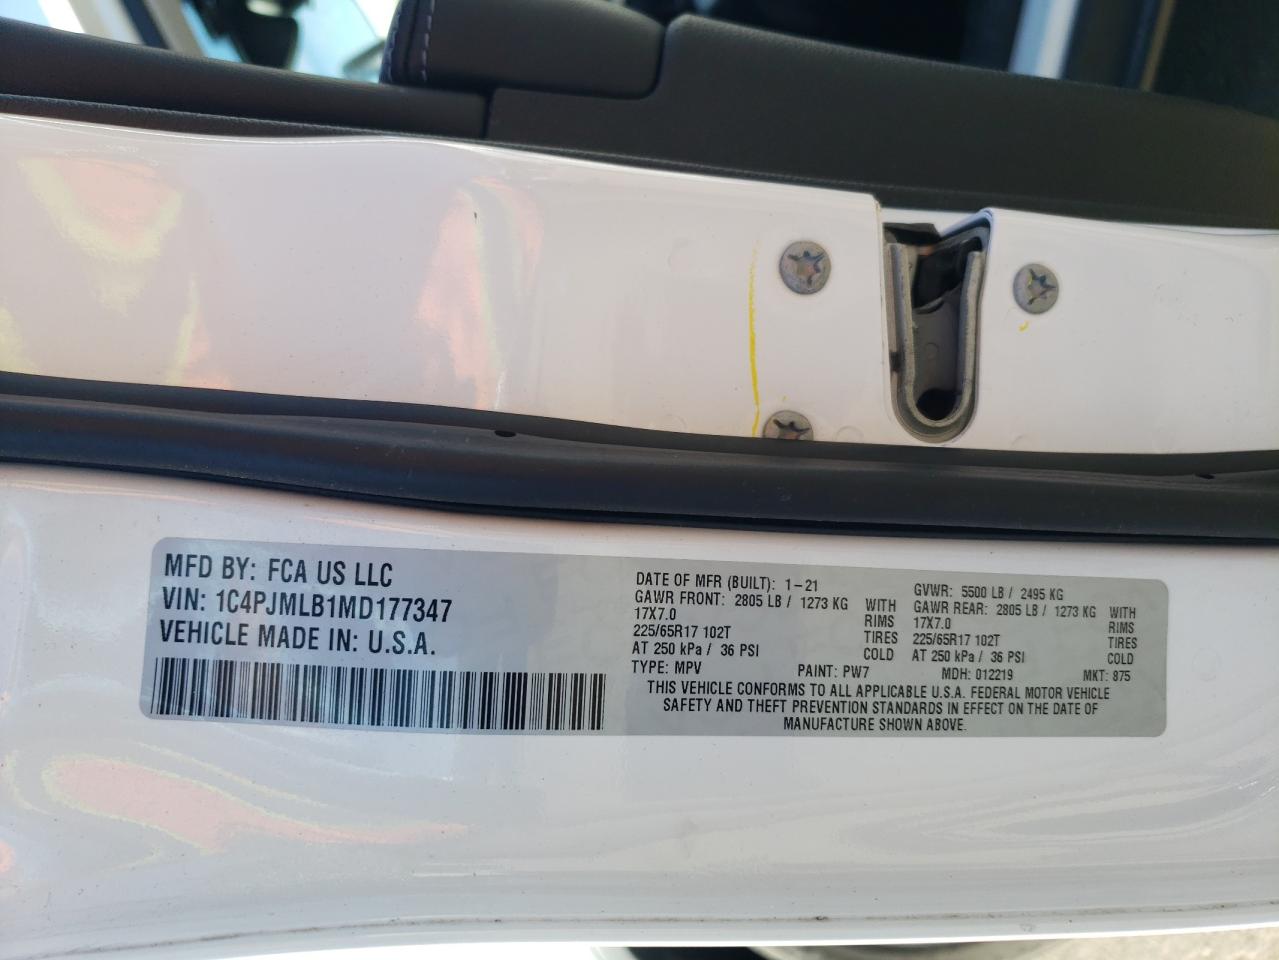 MFD BY: FCA US LLC
VIN: 1C4PJMLB1MD177347
VEHICLE MADE IN: U.S.A.
DATE OF MFR (BUILT): 1-21
GAWR FRONT: 2805 LB / 1273 KG WITH
17X7.0 RIMS
225/65R17 102T TIRES
AT 250 kPa / 36 PSI COLD
TYPE: MPV PAINT: PW7
GVWR: 5500 LB / 2495 KG
GAWR REAR: 2805 LB / 1273 KG WITH
17X7.0 RIMS
225/65R17 102T TIRES
AT 250 kPa / 36 PSI COLD
MDH: 012219 MKT: 875
THIS VEHICLE CONFORMS TO ALL APPLICABLE U.S.A. FEDERAL MOTOR VEHICLE
SAFETY AND THEFT PREVENTION STANDARDS IN EFFECT ON THE DATE OF
MANUFACTURE SHOWN ABOVE.